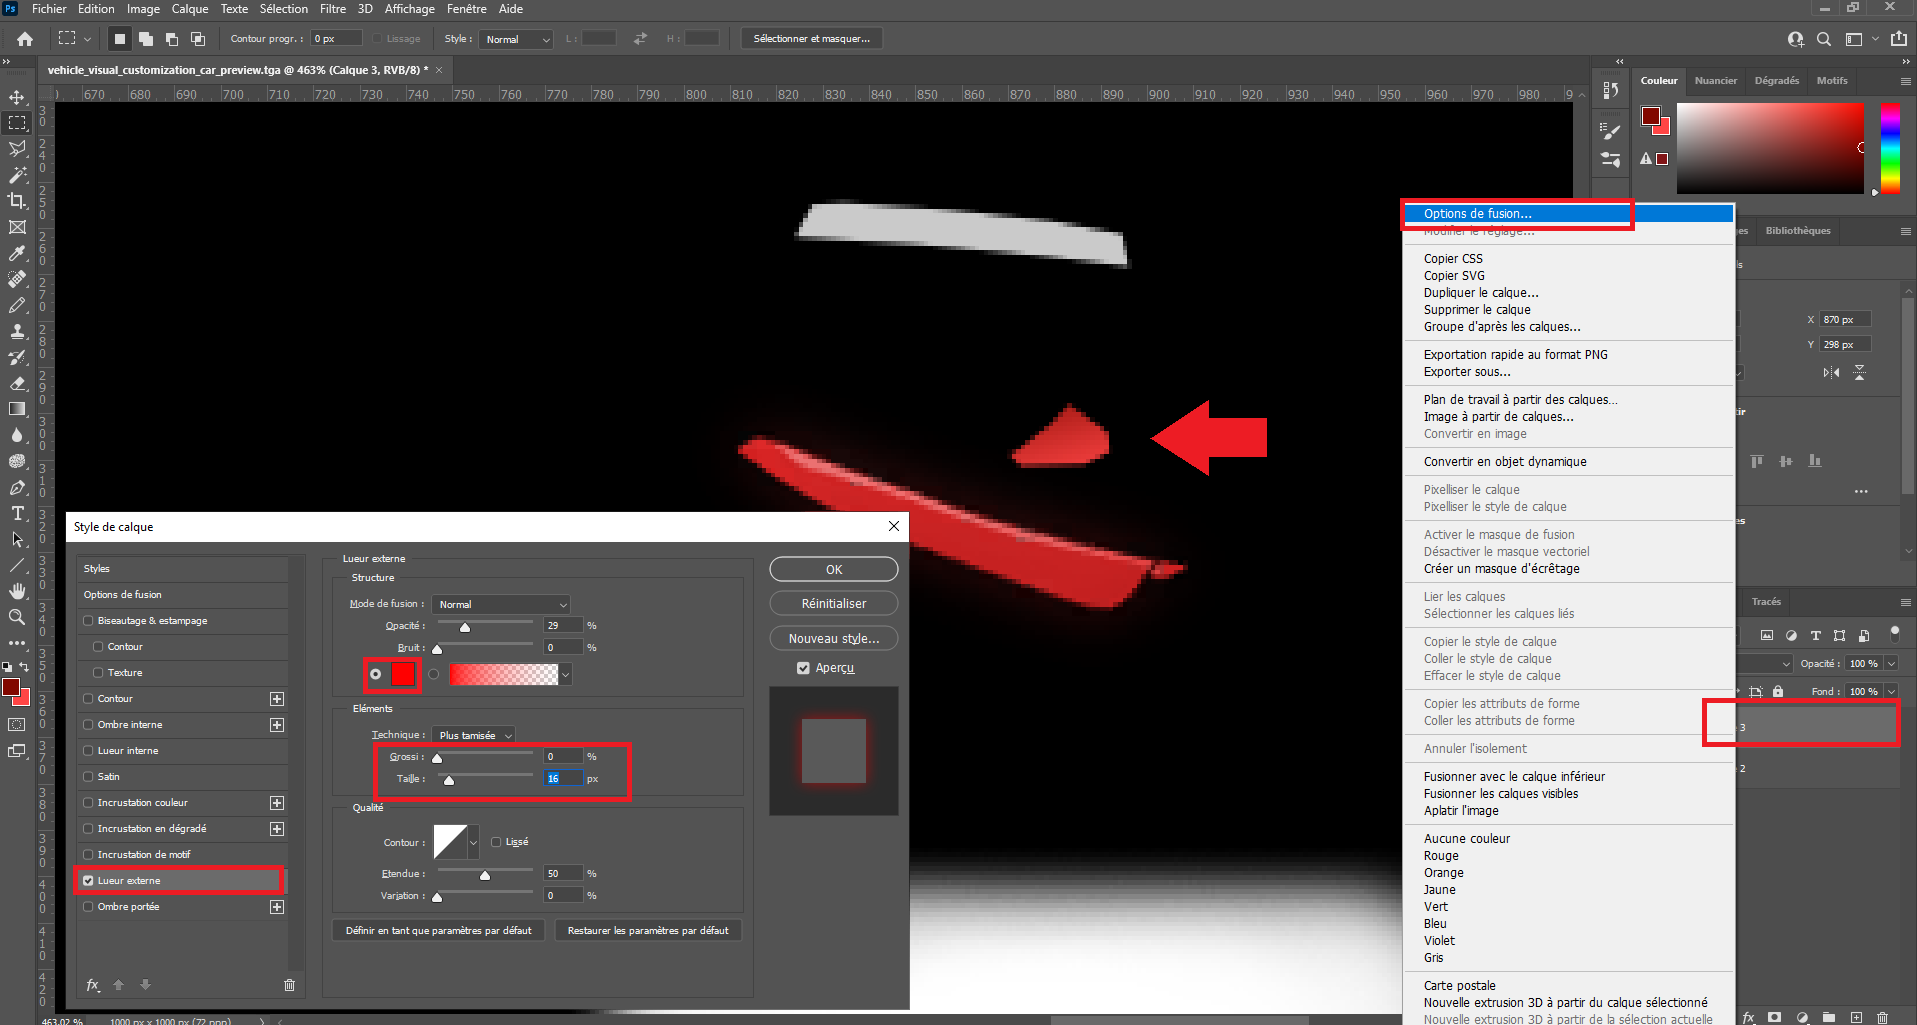 Ps Fichier Edition Image Calque Texte Sélection Filtre 3D Affichage Fenêtre Aide
Contour progr. : 0 px Lissage Style : Normal L : H : Sélectionner et masquer...
vehicle_visual_customization_car_preview.tga @ 463% (Calque 3, RVB/8) * ×
670 680 690 700 710 720 730 740 750 760 770 780 790 800 810 820 830 840 850 860 870 880 890 900 910 920 930 940 950 960 970 980 9
Couleur Nuancier Dégradés Motifs
Bibliothèques
X 870 px
Y 298 px
Tracés
Opacité : 100 %
Fond : 100 %
3
2
Options de fusion...
Modifier le réglage...
Copier CSS
Copier SVG
Dupliquer le calque...
Supprimer le calque
Groupe d'après les calques...
Exportation rapide au format PNG
Exporter sous...
Plan de travail à partir des calques...
Image à partir de calques...
Convertir en image
Convertir en objet dynamique
Pixelliser le calque
Pixelliser le style de calque
Activer le masque de fusion
Désactiver le masque vectoriel
Créer un masque d'écrêtage
Lier les calques
Sélectionner les calques liés
Copier le style de calque
Coller le style de calque
Effacer le style de calque
Copier les attributs de forme
Coller les attributs de forme
Annuler l'isolement
Fusionner avec le calque inférieur
Fusionner les calques visibles
Aplatir l'image
Aucune couleur
Rouge
Orange
Jaune
Vert
Bleu
Violet
Gris
Carte postale
Nouvelle extrusion 3D à partir du calque sélectionné
Nouvelle extrusion 3D à partir de la sélection actuelle
Style de calque
Styles
Options de fusion
Biseautage & estampage
Contour
Texture
Contour
Ombre interne
Lueur interne
Satin
Incrustation couleur
Incrustation en dégradé
Incrustation de motif
Lueur externe
Ombre portée
fx
Lueur externe
Structure
Mode de fusion : Normal
Opacité : 29 %
Bruit : 0 %
Eléments
Technique : Plus tamisée
Grossi : 0 %
Taille : 16 px
Qualité
Contour : Lissé
Etendue : 50 %
Variation : 0 %
Définir en tant que paramètres par défaut Restaurer les paramètres par défaut
OK
Réinitialiser
Nouveau style...
Aperçu
463,02 % 1000 px x 1000 px (72 ppp)
fx